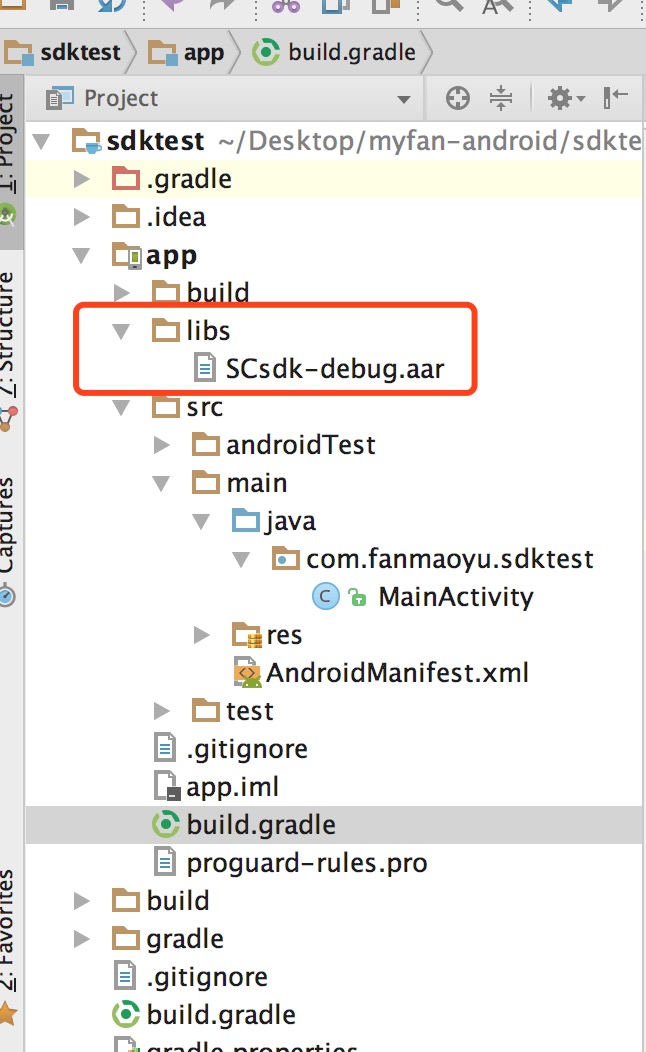 sdktest app build.gradle
Project
sdktest ~/Desktop/myfan-android/sdkte
.gradle
.idea
app
build
libs
SCsdk-debug.aar
src
androidTest
main
java
com.fanmaoyu.sdktest
MainActivity
res
AndroidManifest.xml
test
.gitignore
app.iml
build.gradle
proguard-rules.pro
build
gradle
.gitignore
build.gradle
gradle.properties
1: Project
7: Structure
Captures
2: Favorites